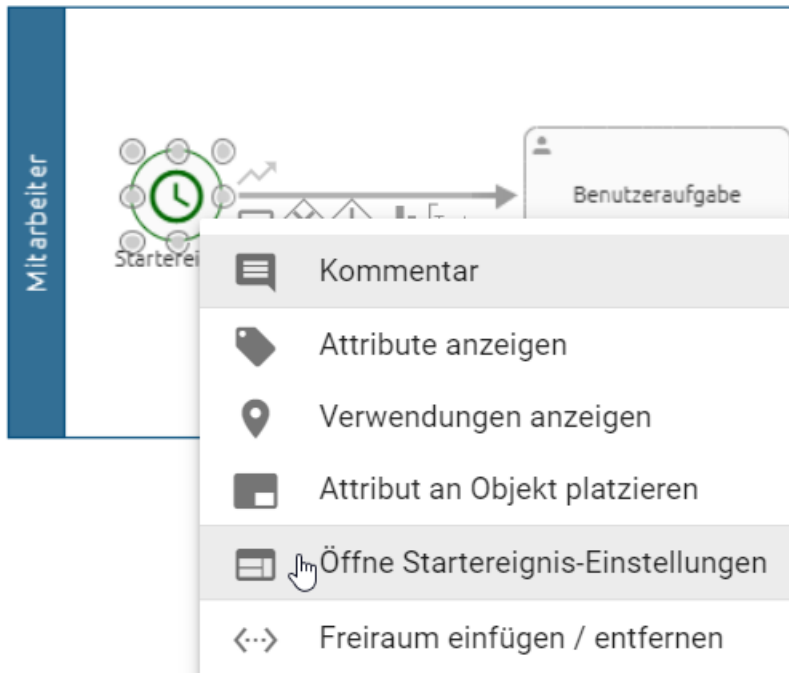 Mitarbeiter
Benutzeraufgabe
Kommentar
Attribute anzeigen
Verwendungen anzeigen
Attribut an Objekt platzieren
Öffne Startereignis-Einstellungen
Freiraum einfügen / entfernen